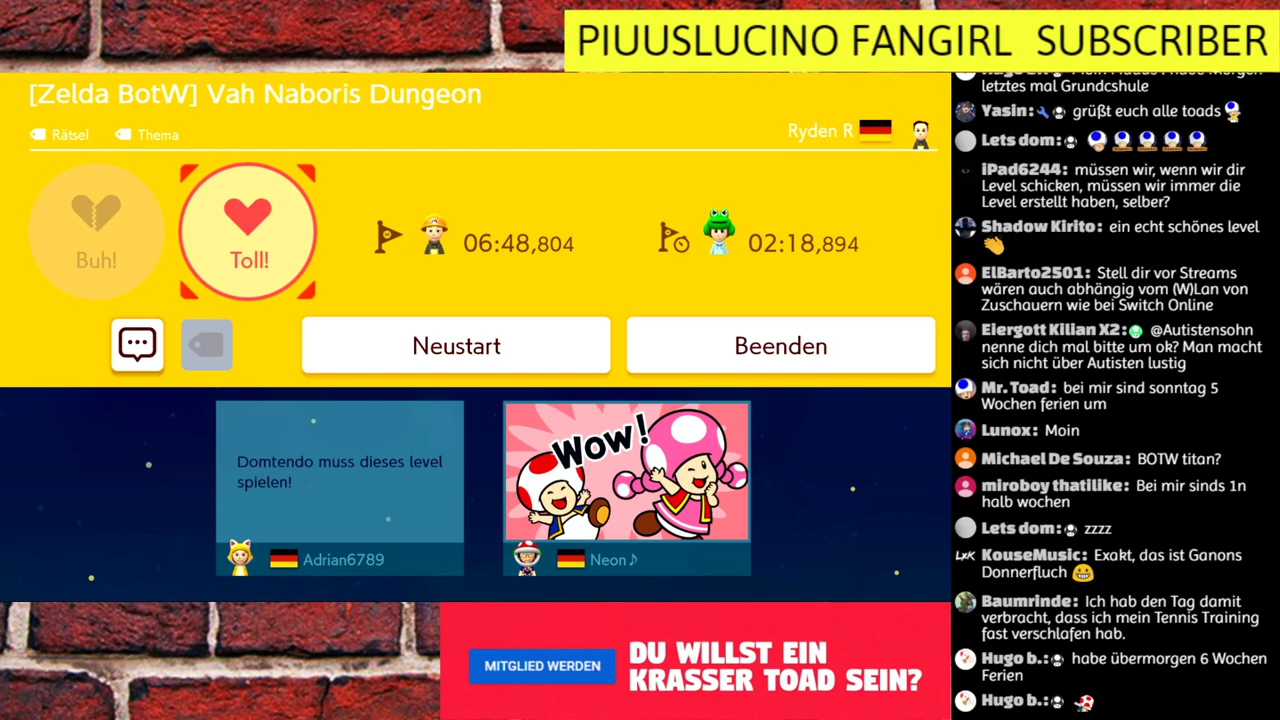 PIUUSLUCINO FANGIRL SUBSCRIBER
[Zelda BotW] Vah Naboris Dungeon
Rätsel
Thema
Ryden R
Buh!
Toll!
06:48,804
02:18,894
Neustart
Beenden
Domtendo muss dieses level
spielen!
Adrian6789
Wow!
Neon♪
MITGLIED WERDEN
DU WILLST EIN
KRASSER TOAD SEIN?
letztes mal Grundcshule
Yasin: grüßt euch alle toads
Lets dom:
iPad6244: müssen wir, wenn wir dir
Level schicken, müssen wir immer die
Level erstellt haben, selber?
Shadow Kirito: ein echt schönes level
ElBarto2501: Stell dir vor Streams
wären auch abhängig vom (W)Lan von
Zuschauern wie bei Switch Online
Eiergott Kilian X2: @Autistensohn
nenne dich mal bitte um ok? Man macht
sich nicht über Autisten lustig
Mr. Toad: bei mir sind sonntag 5
Wochen ferien um
Lunox: Moin
Michael De Souza: BOTW titan?
miroboy thatilike: Bei mir sinds 1n
halb wochen
Lets dom: zzzz
KouseMusic: Exakt, das ist Ganons
Donnerfluch
Baumrinde: Ich hab den Tag damit
verbracht, dass ich mein Tennis Training
fast verschlafen hab.
Hugo b.: habe übermorgen 6 Wochen
Ferien
Hugo b.: